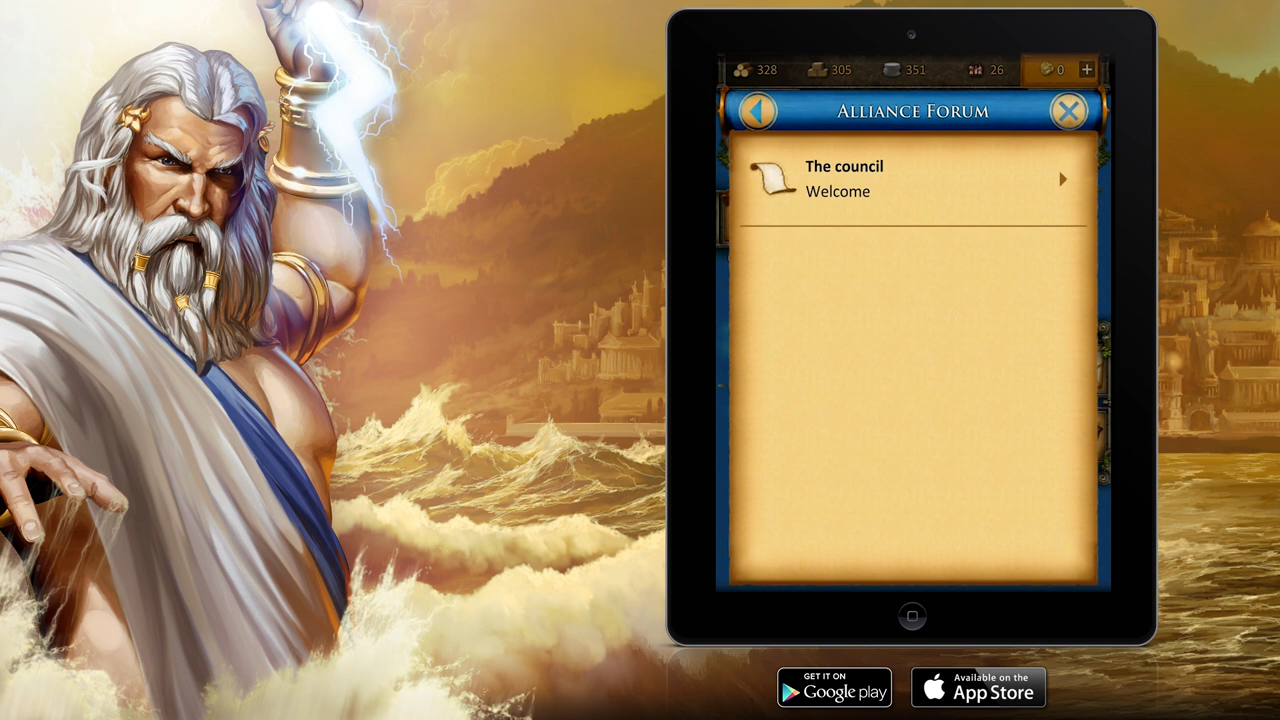 328 305 351 26 0
ALLIANCE FORUM
The council
Welcome
GET IT ON
Google play
Available on the
App Store